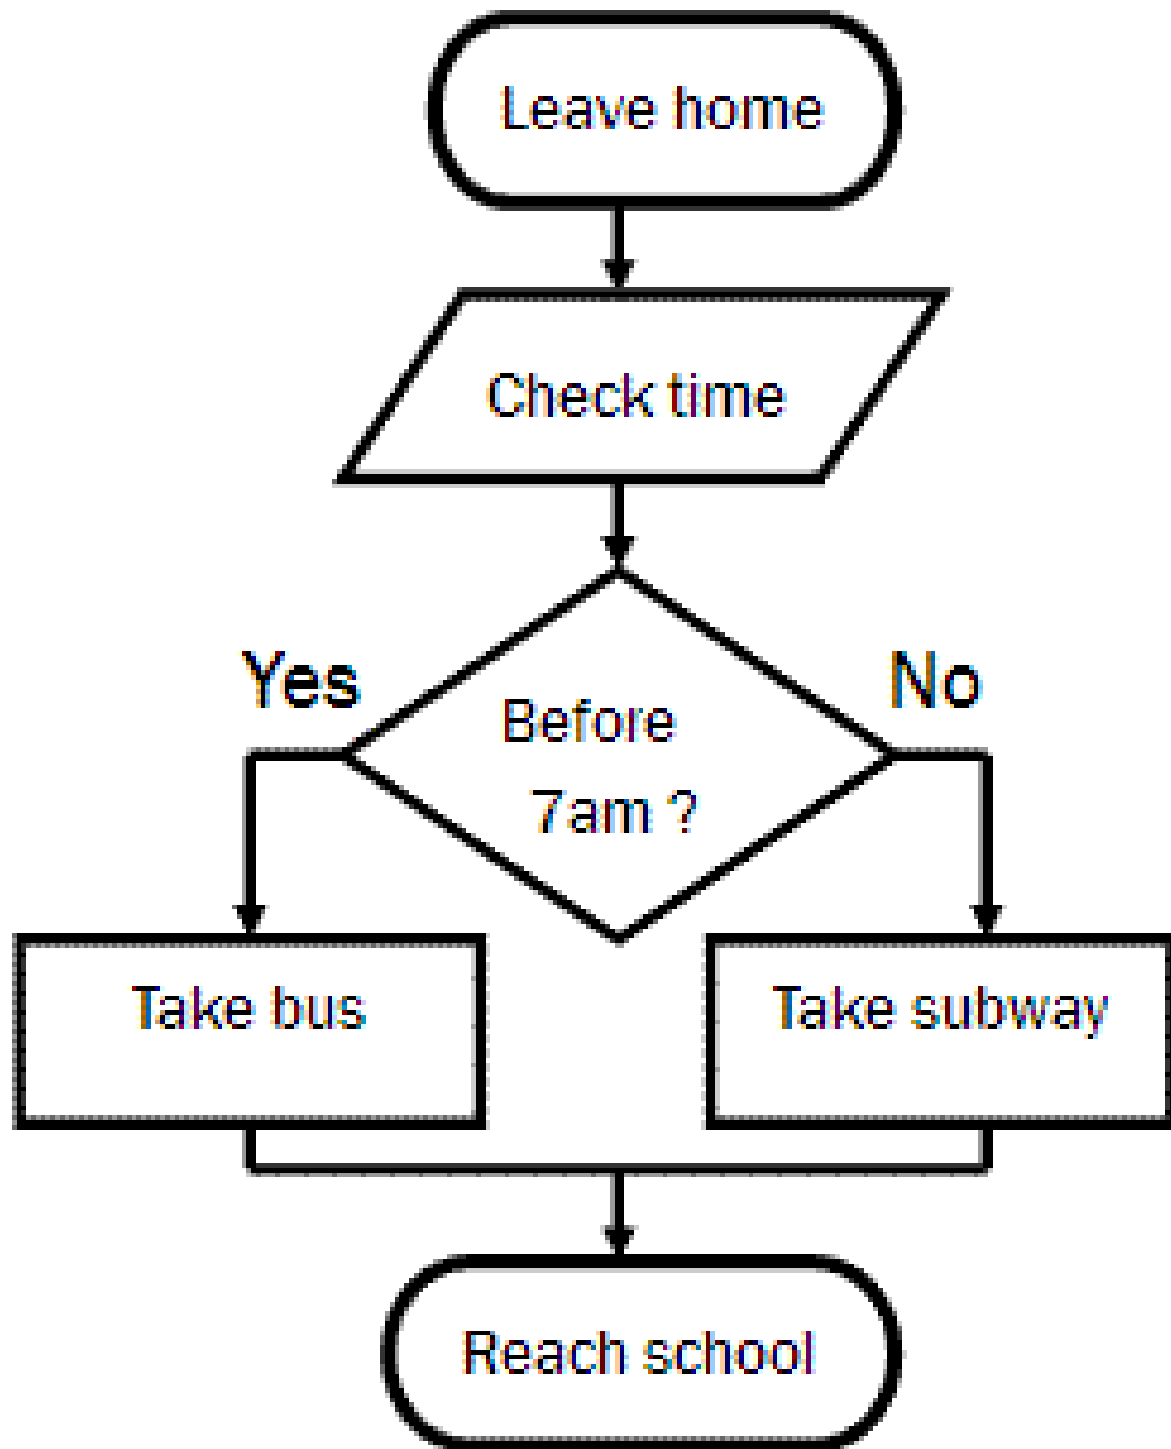 Leave home
Check time
Yes
No
Before
7am ?
Take bus
Take subway
Reach school